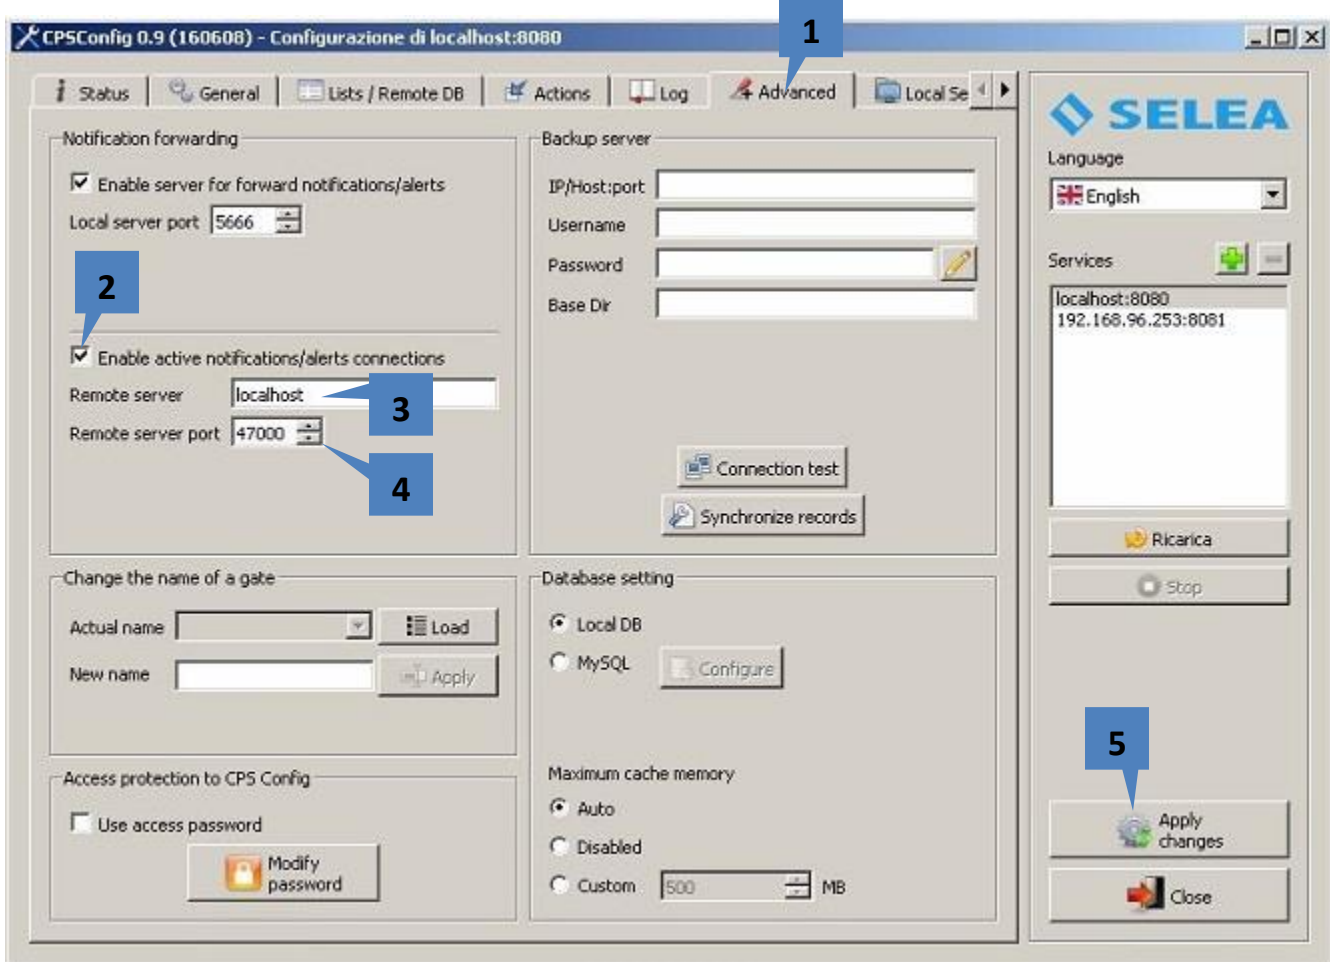 CPSConfig 0.9 (160608) - Configurazione di localhost:8080
1
Status
General
Lists / Remote DB
Actions
Log
Advanced
Local Se
Notification forwarding
Enable server for forward notifications/alerts
Local server port 5666
2
Enable active notifications/alerts connections
Remote server localhost
3
Remote server port 47000
4
Backup server
IP/Host:port
Username
Password
Base Dir
Connection test
Synchronize records
Change the name of a gate
Actual name Load
New name Apply
Database setting
Local DB
MySQL Configure
Access protection to CPS Config
Use access password
Modify
password
Maximum cache memory
Auto
Disabled
Custom 500 MB
SELEA
Language
English
Services
localhost:8080
192.168.96.253:8081
Ricarica
Stop
5
Apply
changes
Close